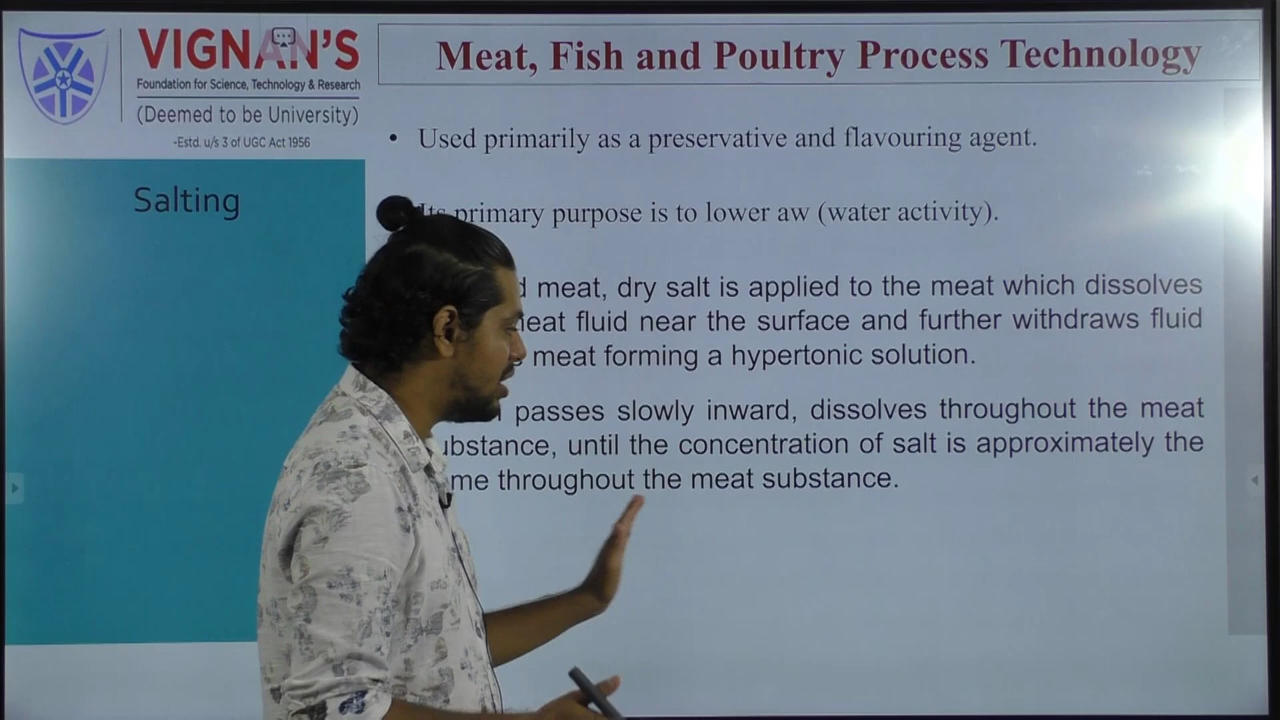 VIGNAN'S
Foundation for Science, Technology & Research
(Deemed to be University)
-Estd. u/s 3 of UGC Act 1956
Meat, Fish and Poultry Process Technology
Salting
• Used primarily as a preservative and flavouring agent.
Its primary purpose is to lower aw (water activity).
meat, dry salt is applied to the meat which dissolves
fluid near the surface and further withdraws fluid
meat forming a hypertonic solution.
passes slowly inward, dissolves throughout the meat
until the concentration of salt is approximately the
throughout the meat substance.